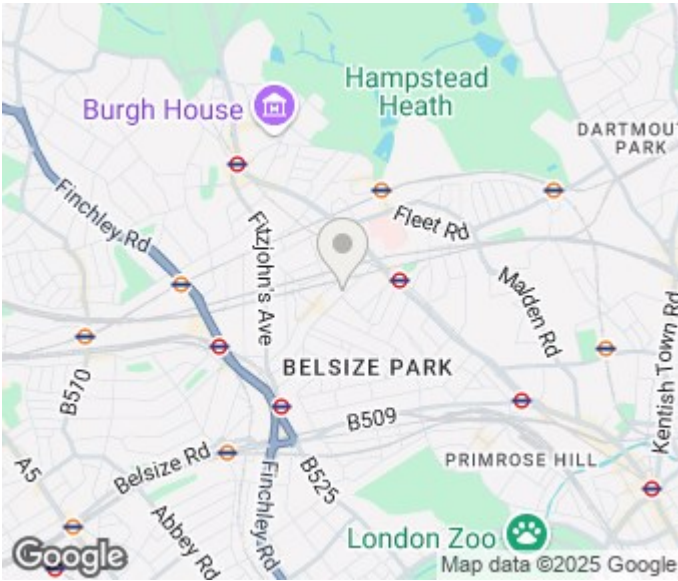 Hampstead
Heath
Burgh House
DARTMOU
PARK
Finchley Rd
Fitzjohn's Ave
Fleet Rd
Malden Rd
Kentish Town Rd
BELSIZE PARK
B570
B509
Belsize Rd
PRIMROSE HILL
A5
B525
Finchley Rd
Abbey Rd
London Zoo
Google
Map data ©2025 Google